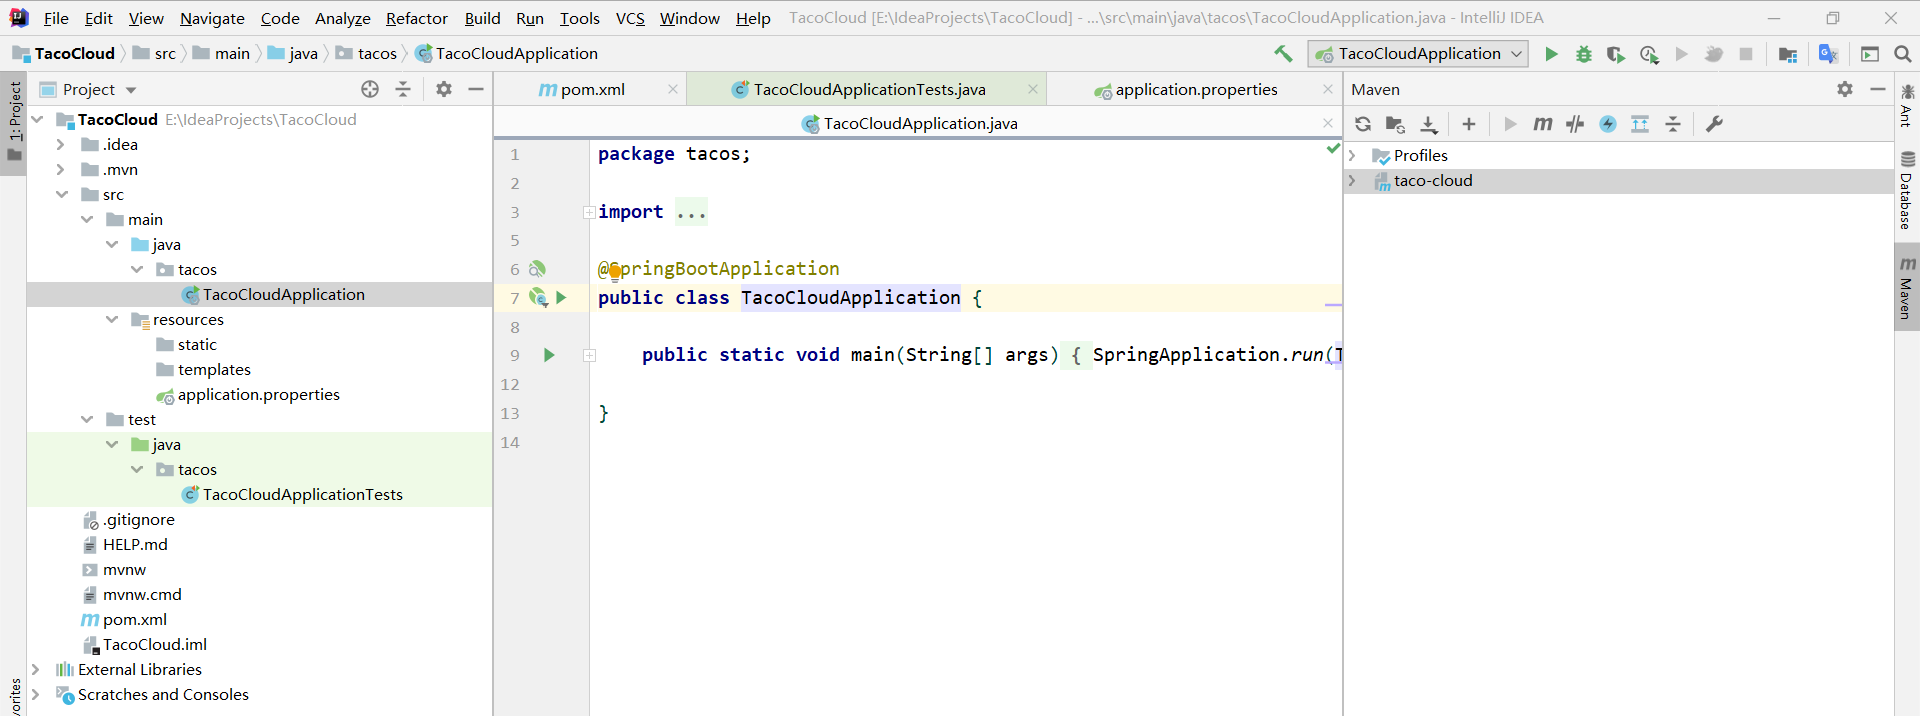 File Edit View Navigate Code Analyze Refactor Build Run Tools VCS Window Help TacoCloud [E:\IdeaProjects\TacoCloud] - ...\src\main\java\tacos\TacoCloudApplication.java - IntelliJ IDEA
TacoCloud src main java tacos TacoCloudApplication TacoCloudApplication
1: Project
Project
TacoCloud E:\IdeaProjects\TacoCloud
.idea
.mvn
src
main
java
tacos
TacoCloudApplication
resources
static
templates
application.properties
test
java
tacos
TacoCloudApplicationTests
.gitignore
HELP.md
mvnw
mvnw.cmd
pom.xml
TacoCloud.iml
External Libraries
Scratches and Consoles
pom.xml TacoCloudApplicationTests.java application.properties
TacoCloudApplication.java
1 package tacos;
2
3 import ...
5
6 @SpringBootApplication
7 public class TacoCloudApplication {
8
9 public static void main(String[] args) { SpringApplication.run(T
12
13 }
14
Maven
Profiles
taco-cloud
Ant
Database
Maven